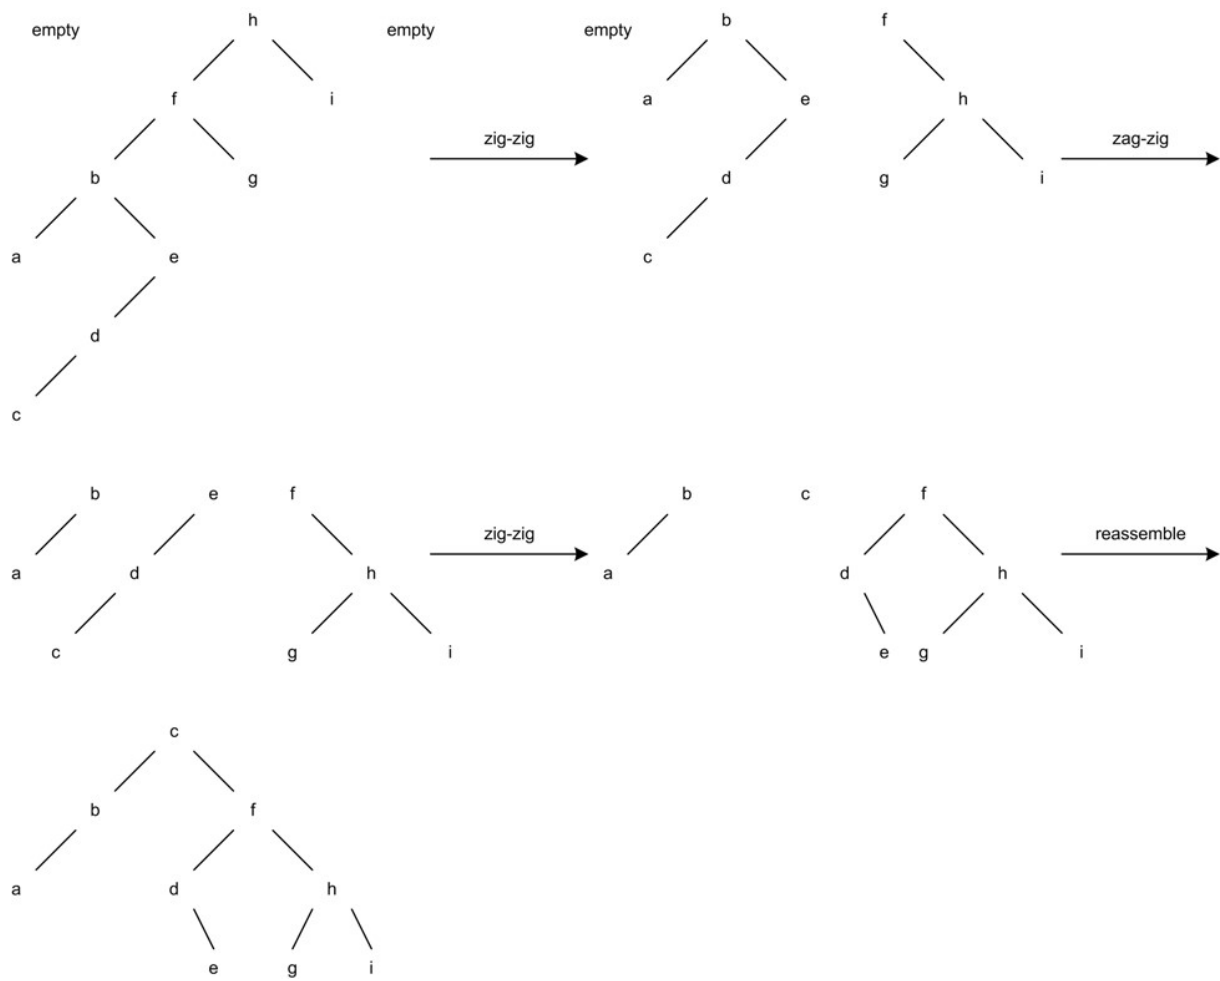 empty h empty empty b f
f i a e h
zig-zig zag-zig
b g d g i
a e c
d
c
b e f b c f
zig-zig reassemble
a d h a d h
c g i e g i
c
b f
a d h
e g i